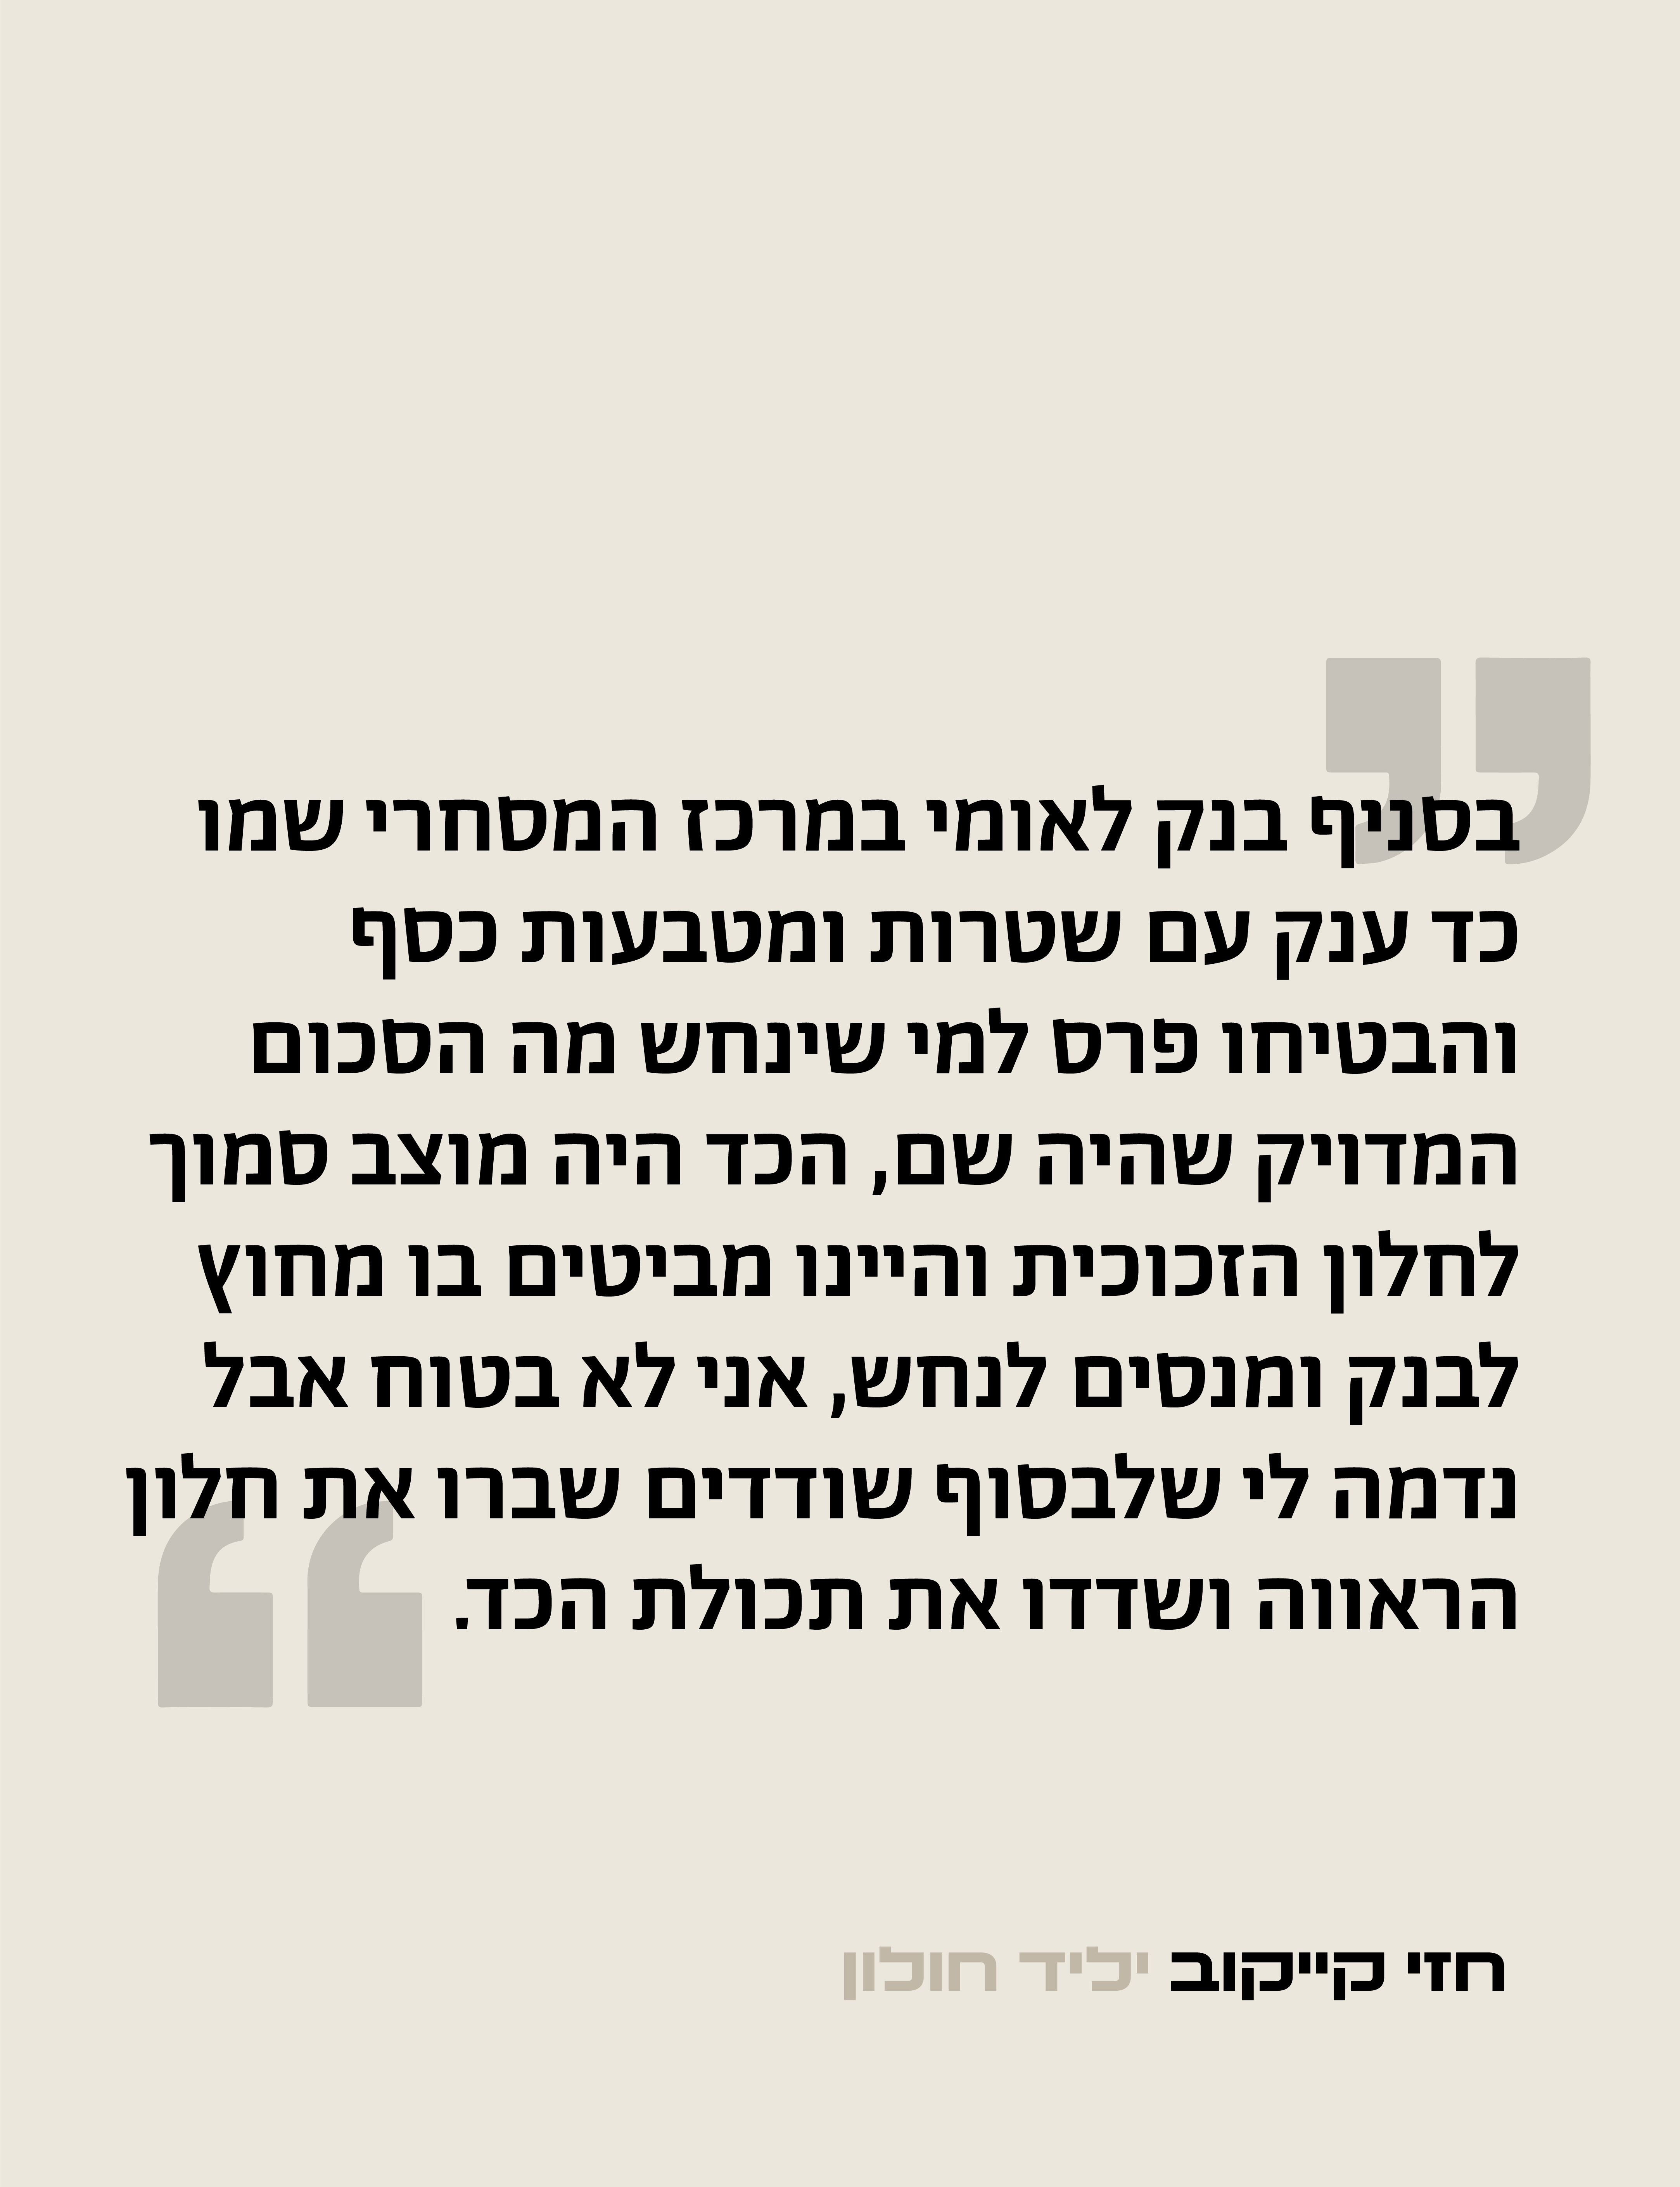 בסניף בנק לאומי במרכז המסחרי שמו
כד ענק עם שטרות ומטבעות כסף
והבטיחו פרס למי שינחש מה הסכום
המדויק שהיה שם, הכד היה מוצב סמוך
לחלון הזכוכית והיינו מביטים בו מחוץ
לבנק ומנסים לנחש, אני לא בטוח אבל
נדמה לי שלבסוף שודדים שברו את חלון
הראווה ושדדו את תכולת הכד.
חזי קייקוב יליד חולון